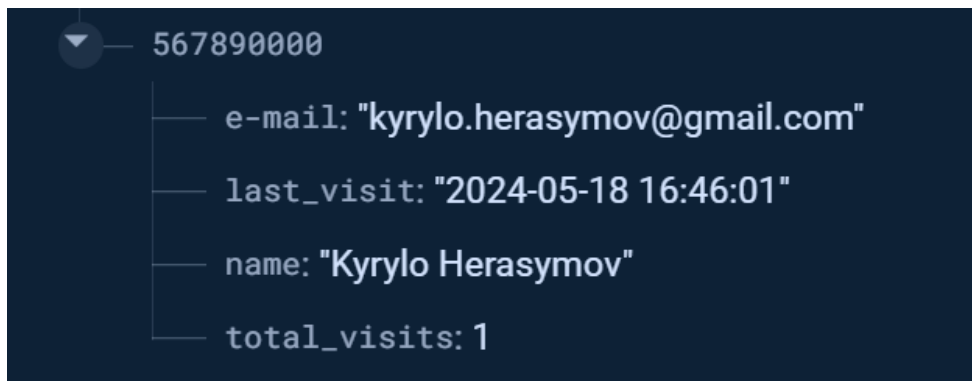 567890000
e-mail: "kyrylo.herasymov@gmail.com"
last_visit: "2024-05-18 16:46:01"
name: "Kyrylo Herasymov"
total_visits: 1